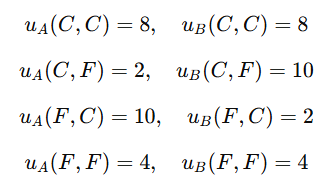 u_A(C, C) = 8, u_B(C, C) = 8
u_A(C, F) = 2, u_B(C, F) = 10
u_A(F, C) = 10, u_B(F, C) = 2
u_A(F, F) = 4, u_B(F, F) = 4